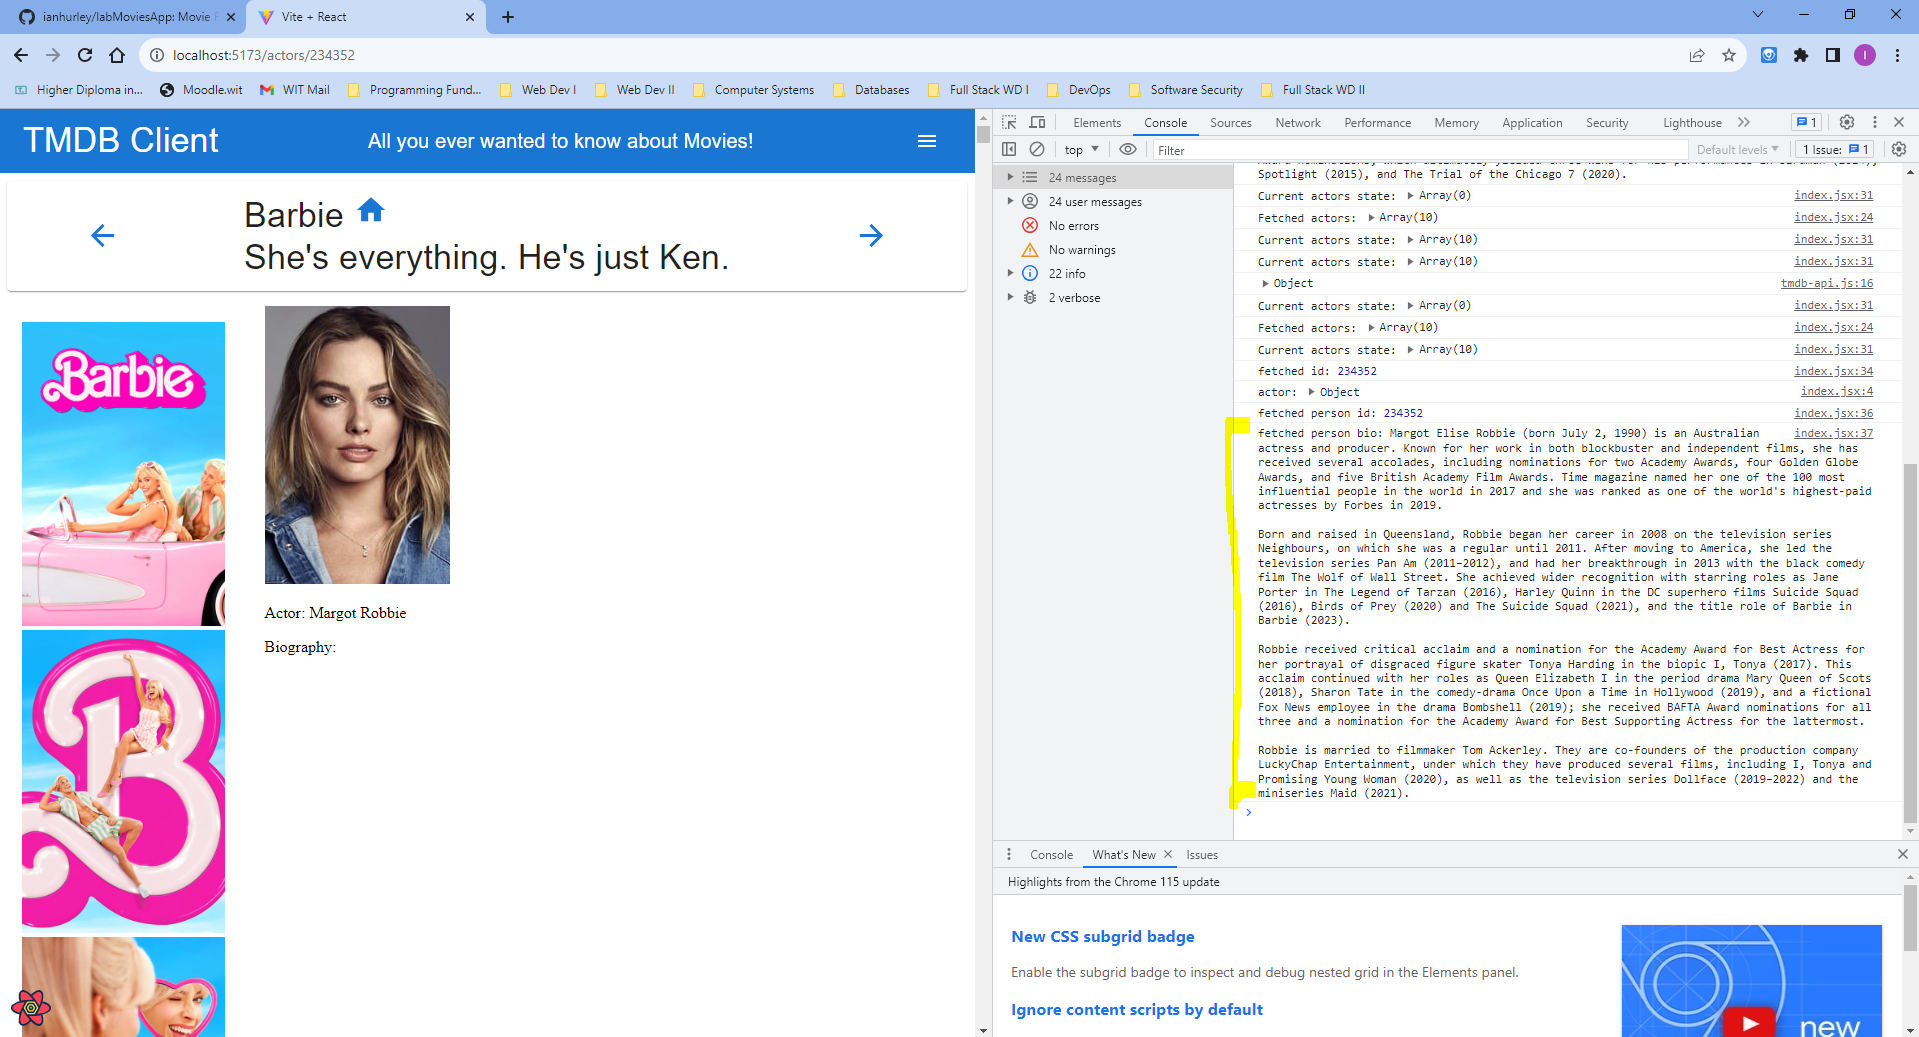 ianhurley/labMoviesApp: Movie
Vite + React
localhost:5173/actors/234352
I
Higher Diploma in...
Moodle.wit
WIT Mail
Programming Fund...
Web Dev I
Web Dev II
Computer Systems
Databases
Full Stack WD I
DevOps
Software Security
Full Stack WD II
TMDB Client
All you ever wanted to know about Movies!
Barbie
She's everything. He's just Ken.
Barbie
Actor: Margot Robbie
Biography:
Elements
Console
Sources
Network
Performance
Memory
Application
Security
Lighthouse
1
top
Filter
Default levels
1 Issue: 1
24 messages
24 user messages
No errors
No warnings
22 info
2 verbose
Spotlight (2015), and The Trial of the Chicago 7 (2020).
Current actors state: Array(0) index.jsx:31
Fetched actors: Array(10) index.jsx:24
Current actors state: Array(10) index.jsx:31
Current actors state: Array(10) index.jsx:31
Object tmdb-api.js:16
Current actors state: Array(0) index.jsx:31
Fetched actors: Array(10) index.jsx:24
Current actors state: Array(10) index.jsx:31
fetched id: 234352 index.jsx:34
actor: Object index.jsx:4
fetched person id: 234352 index.jsx:36
fetched person bio: Margot Elise Robbie (born July 2, 1990) is an Australian index.jsx:37
actress and producer. Known for her work in both blockbuster and independent films, she has
received several accolades, including nominations for two Academy Awards, four Golden Globe
Awards, and five British Academy Film Awards. Time magazine named her one of the 100 most
influential people in the world in 2017 and she was ranked as one of the world's highest-paid
actresses by Forbes in 2019.
Born and raised in Queensland, Robbie began her career in 2008 on the television series
Neighbours, on which she was a regular until 2011. After moving to America, she led the
television series Pan Am (2011–2012), and had her breakthrough in 2013 with the black comedy
film The Wolf of Wall Street. She achieved wider recognition with starring roles as Jane
Porter in The Legend of Tarzan (2016), Harley Quinn in the DC superhero films Suicide Squad
(2016), Birds of Prey (2020) and The Suicide Squad (2021), and the title role of Barbie in
Barbie (2023).
Robbie received critical acclaim and a nomination for the Academy Award for Best Actress for
her portrayal of disgraced figure skater Tonya Harding in the biopic I, Tonya (2017). This
acclaim continued with her roles as Queen Elizabeth I in the period drama Mary Queen of Scots
(2018), Sharon Tate in the comedy-drama Once Upon a Time in Hollywood (2019), and a fictional
Fox News employee in the drama Bombshell (2019); she received BAFTA Award nominations for all
three and a nomination for the Academy Award for Best Supporting Actress for the lattermost.
Robbie is married to filmmaker Tom Ackerley. They are co-founders of the production company
LuckyChap Entertainment, under which they have produced several films, including I, Tonya and
Promising Young Woman (2020), as well as the television series Dollface (2019–2022) and the
miniseries Maid (2021).
Console
What's New
Issues
Highlights from the Chrome 115 update
New CSS subgrid badge
Enable the subgrid badge to inspect and debug nested grid in the Elements panel.
Ignore content scripts by default
new